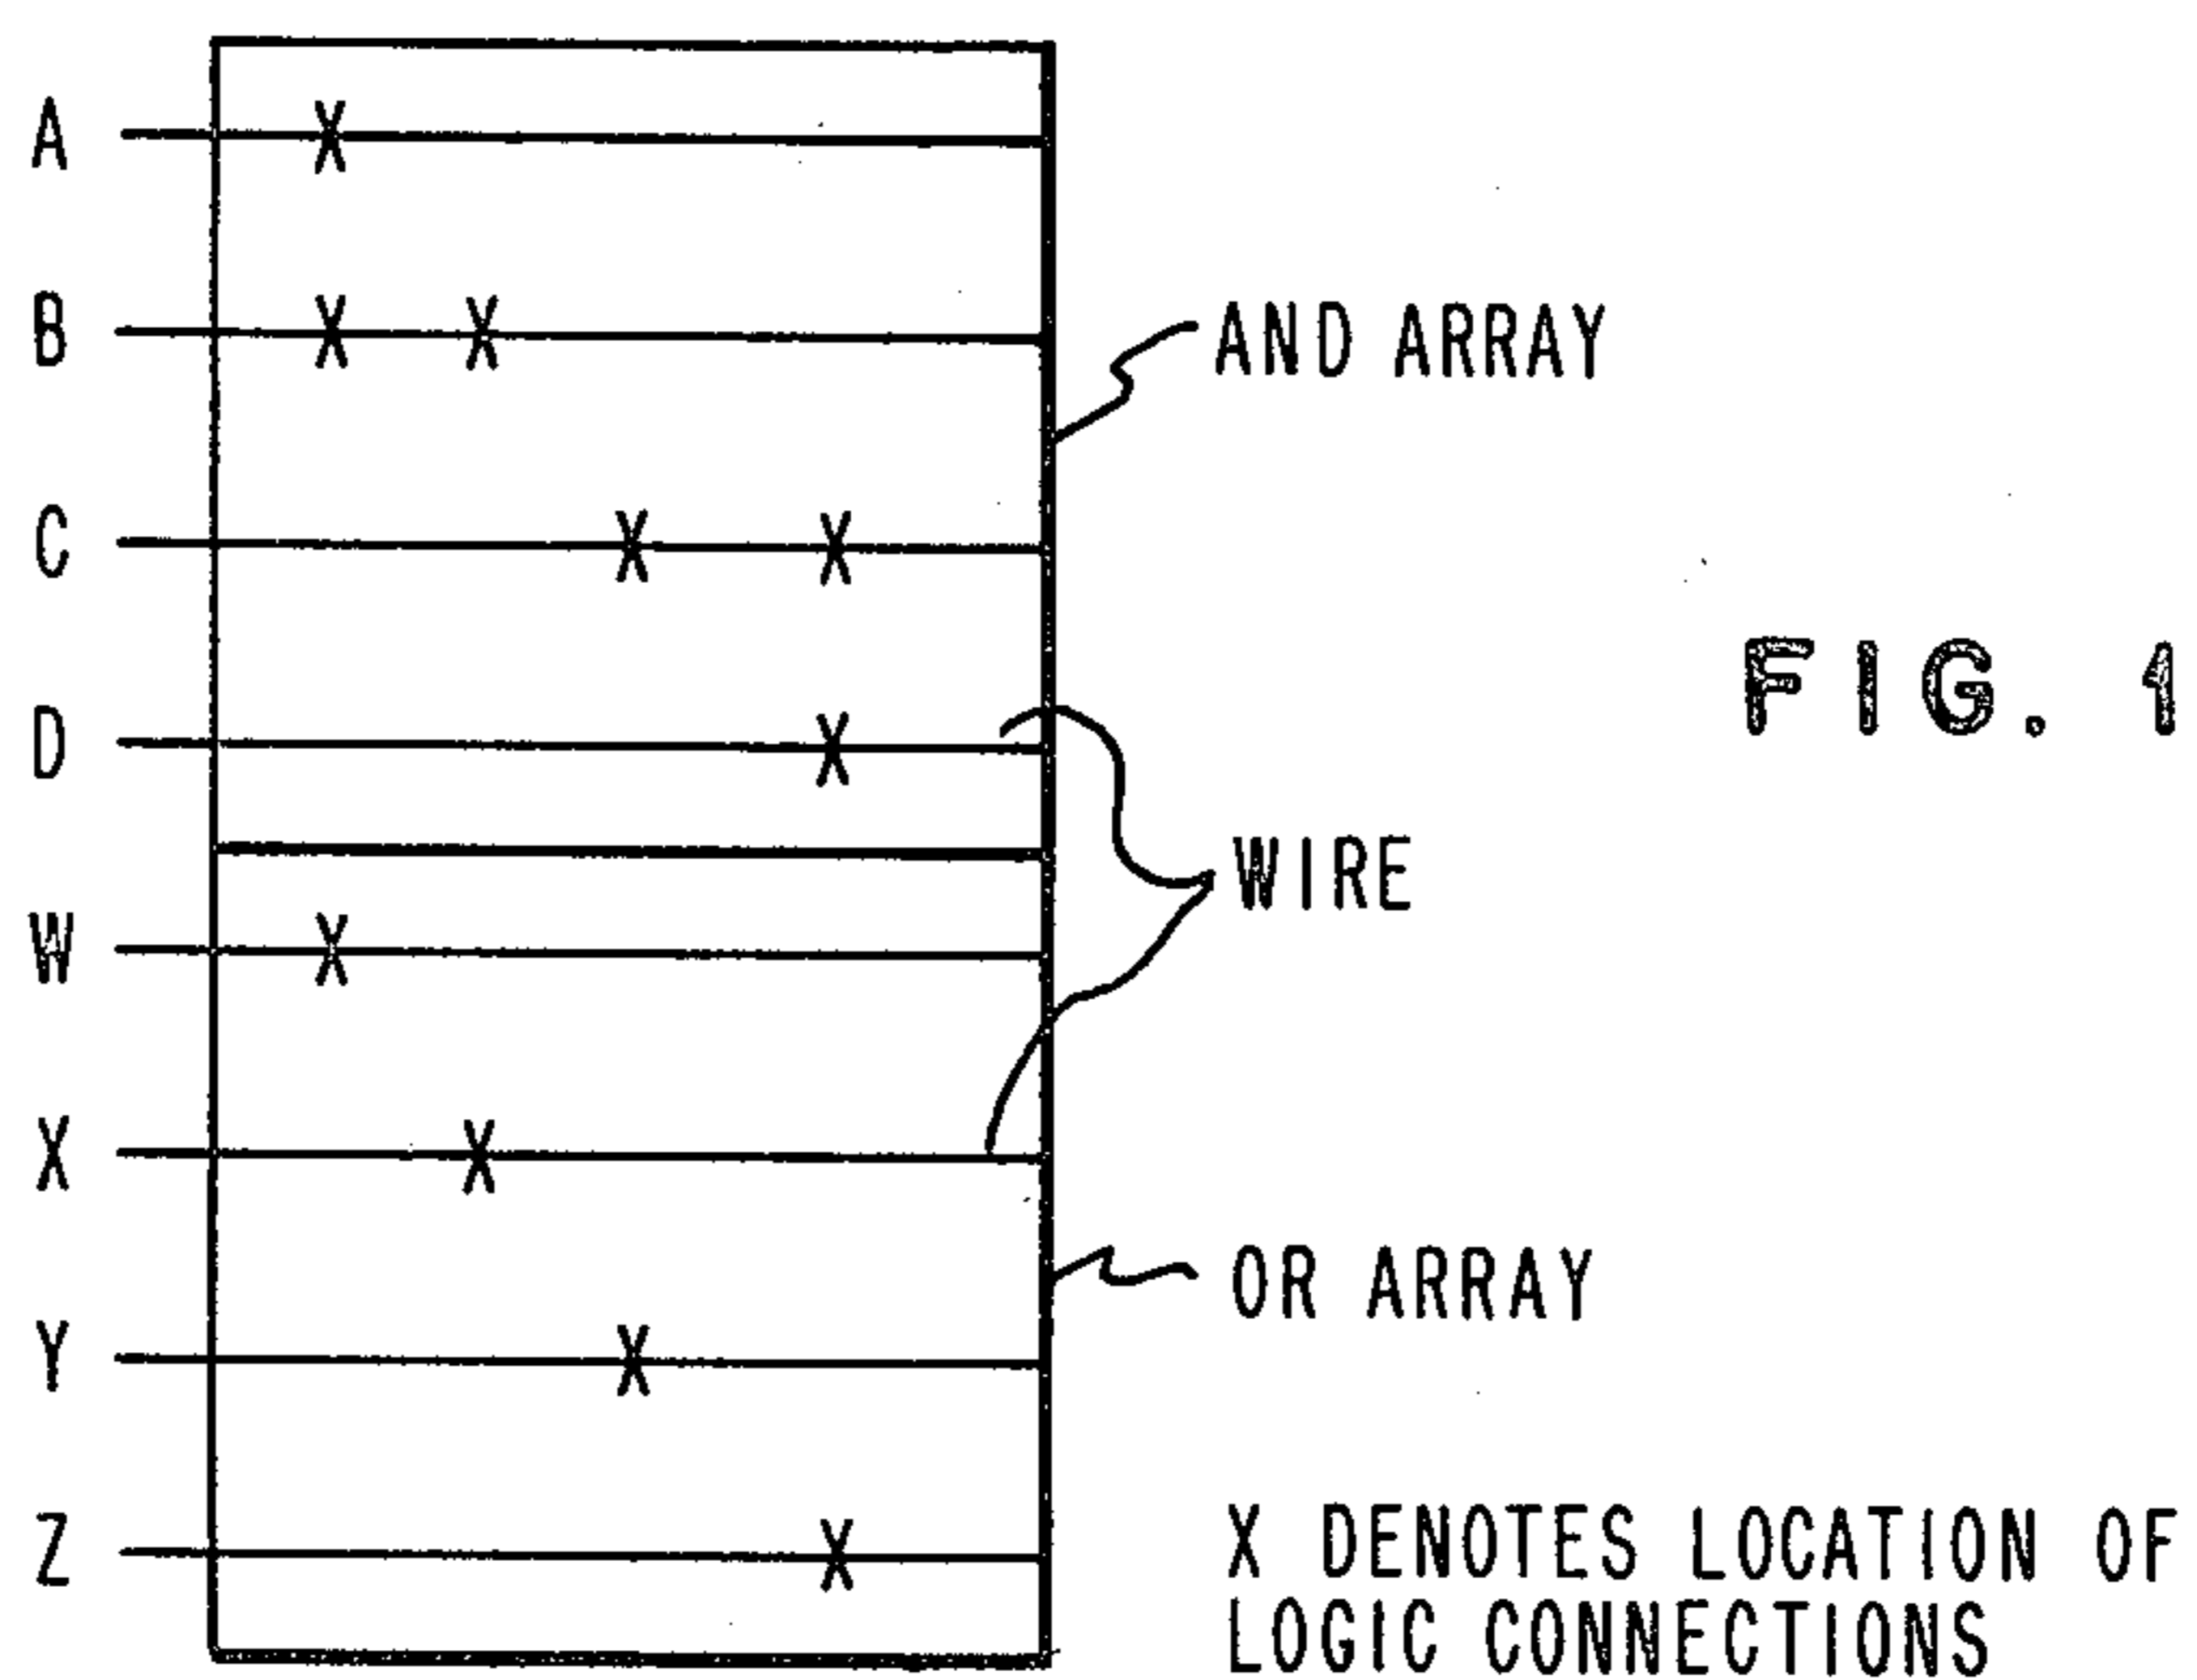 A
X
B
X X
AND ARRAY
C
X X
FIG. 1
D
X
WIRE
W
X
X
X
OR ARRAY
Y
X
Z
X
X DENOTES LOCATION OF
LOGIC CONNECTIONS